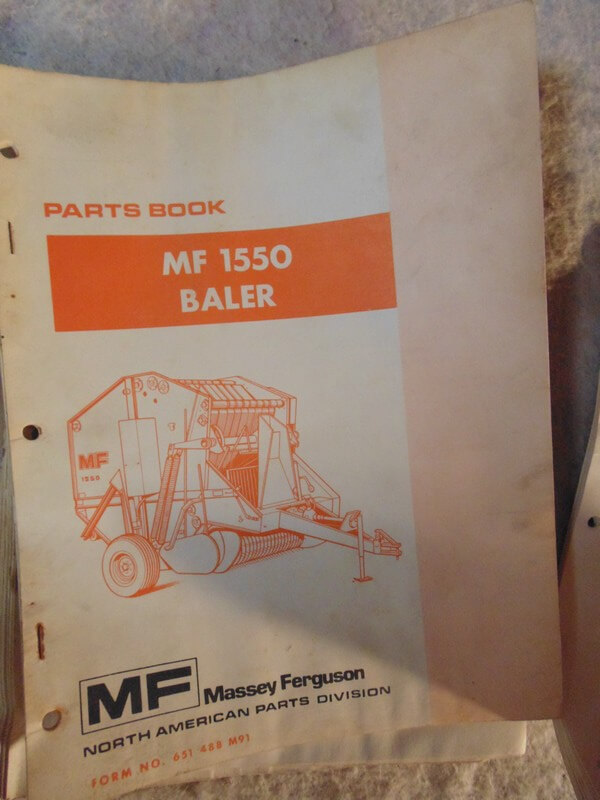 PARTS BOOK
MF 1550
BALER
MF
1550
MF Massey Ferguson
NORTH AMERICAN PARTS DIVISION
FORM NO. 651 488 M91